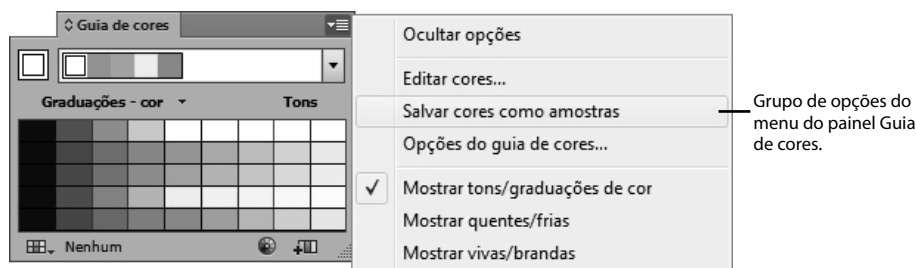 Guia de cores
Graduações - cor
Tons
Nenhum
Ocultar opções
Editar cores...
Salvar cores como amostras
Opções do guia de cores...
Mostrar tons/graduações de cor
Mostrar quentes/frias
Mostrar vivas/brandas
Grupo de opções do
menu do painel Guia
de cores.